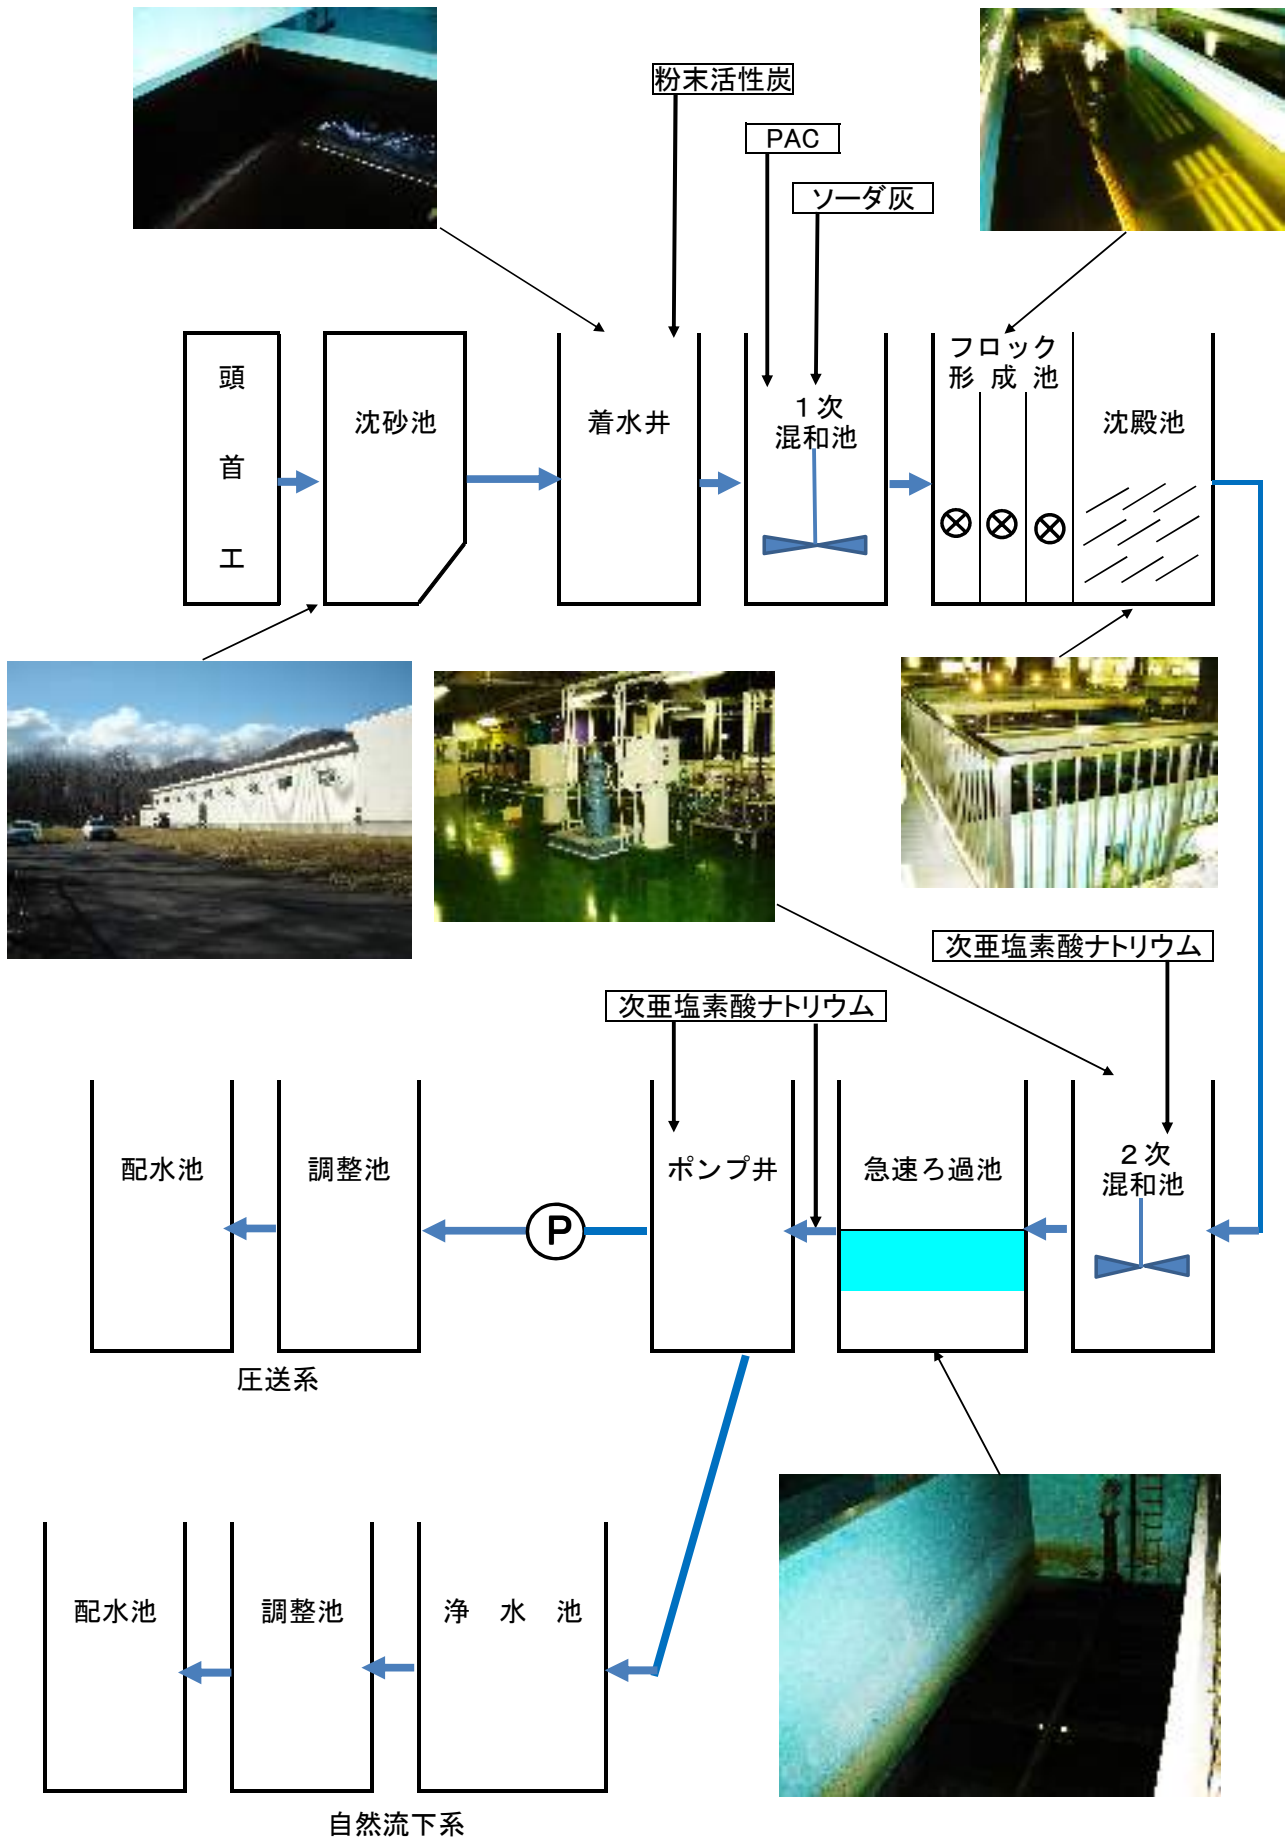 粉末活性炭
PAC
ソーダ灰
頭
首
工
沈砂池
着水井
１次
混和池
フロック
形成池
沈殿池
次亜塩素酸ナトリウム
次亜塩素酸ナトリウム
配水池
調整池
P
ポンプ井
急速ろ過池
２次
混和池
圧送系
配水池
調整池
浄 水 池
自然流下系